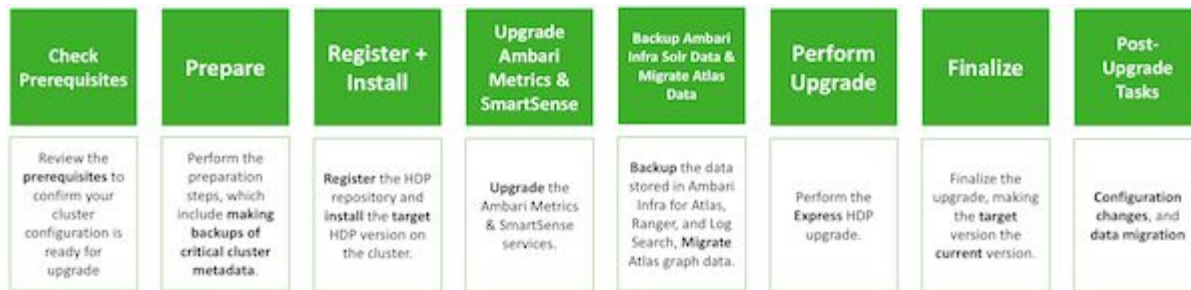 Check
Prerequisites
Review the
prerequisites to
confirm your
cluster
configuration is
ready for
upgrade
Prepare
Perform the
preparation
steps, which
include making
backups of
critical cluster
metadata.
Register +
Install
Register the HDP
repository and
install the target
HDP version on
the cluster.
Upgrade
Ambari
Metrics &
SmartSense
Upgrade the
Ambari Metrics
& SmartSense
services.
Backup Ambari
Infra Solr Data &
Migrate Atlas
Data
Backup the data
stored in Ambari
Infra for Atlas,
Ranger, and Log
Search, Migrate
Atlas graph data.
Perform
Upgrade
Perform the
Express HDP
upgrade.
Finalize
Finalize the
upgrade, making
the target
version the
current version.
Post-
Upgrade
Tasks
Configuration
changes, and
data migration